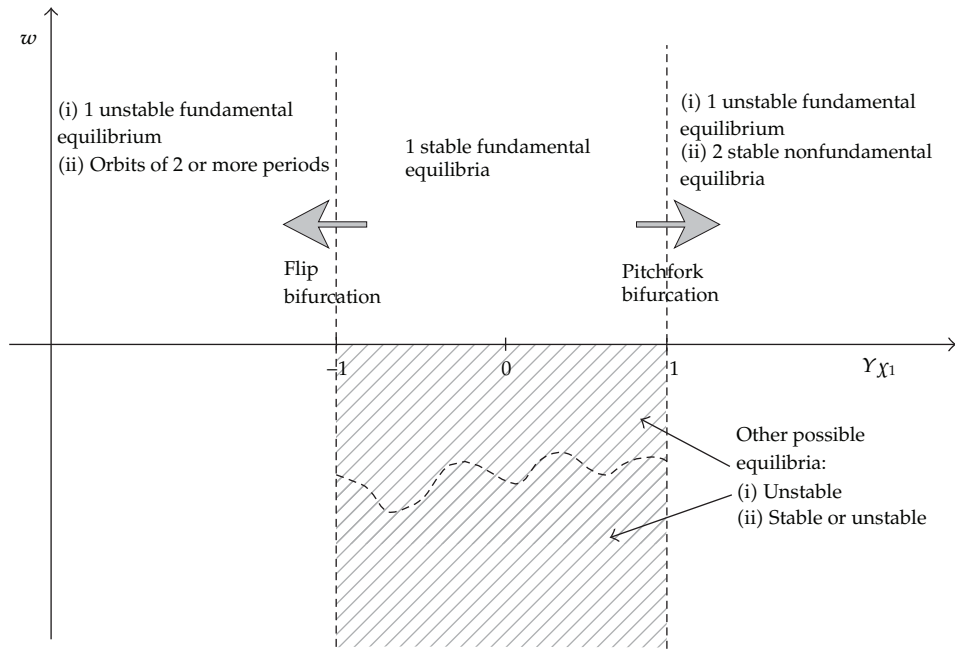 w
(i) 1 unstable fundamental
equilibrium
(ii) Orbits of 2 or more periods
1 stable fundamental
equilibria
(i) 1 unstable fundamental
equilibrium
(ii) 2 stable nonfundamental
equilibria
Flip
bifurcation
Pitchfork
bifurcation
−1
0
1
Υχ1
Other possible
equilibria:
(i) Unstable
(ii) Stable or unstable